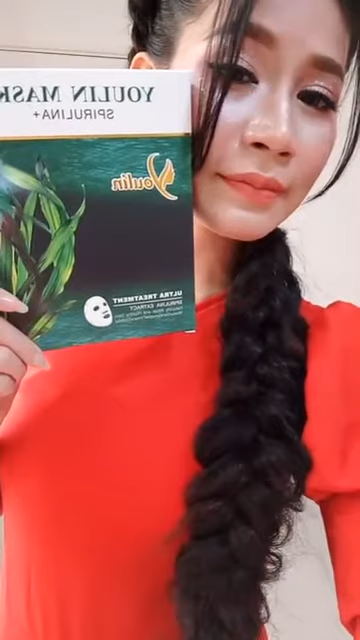 YOULIN MASK
SPIRULINA+
Youlin
ULTRA TREATMENT
SPIRULINA EXTRACT